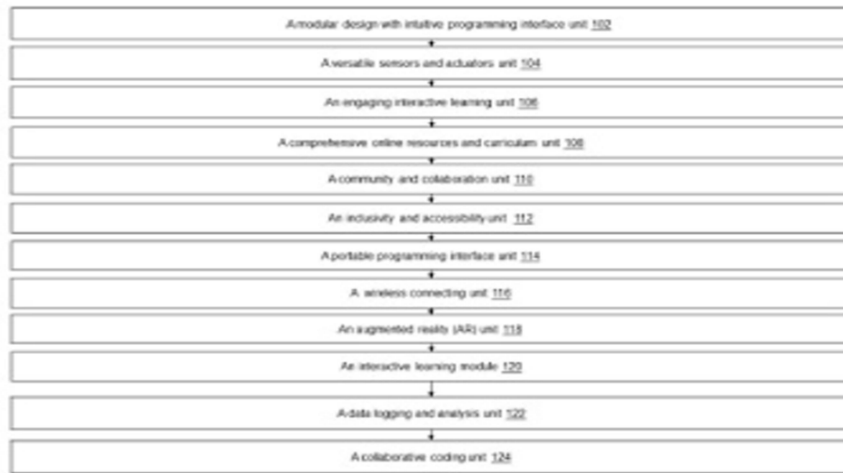 A modular design with intuitive programming interface unit 102
A versatile sensors and actuators unit 104
An engaging interactive learning unit 106
A comprehensive online resources and curriculum unit 108
A community and collaboration unit 110
An inclusivity and accessibility unit 112
A portable programming interface unit 114
A wireless connecting unit 116
An augmented reality (AR) unit 118
An interactive learning module 120
A data logging and analysis unit 122
A collaborative coding unit 124